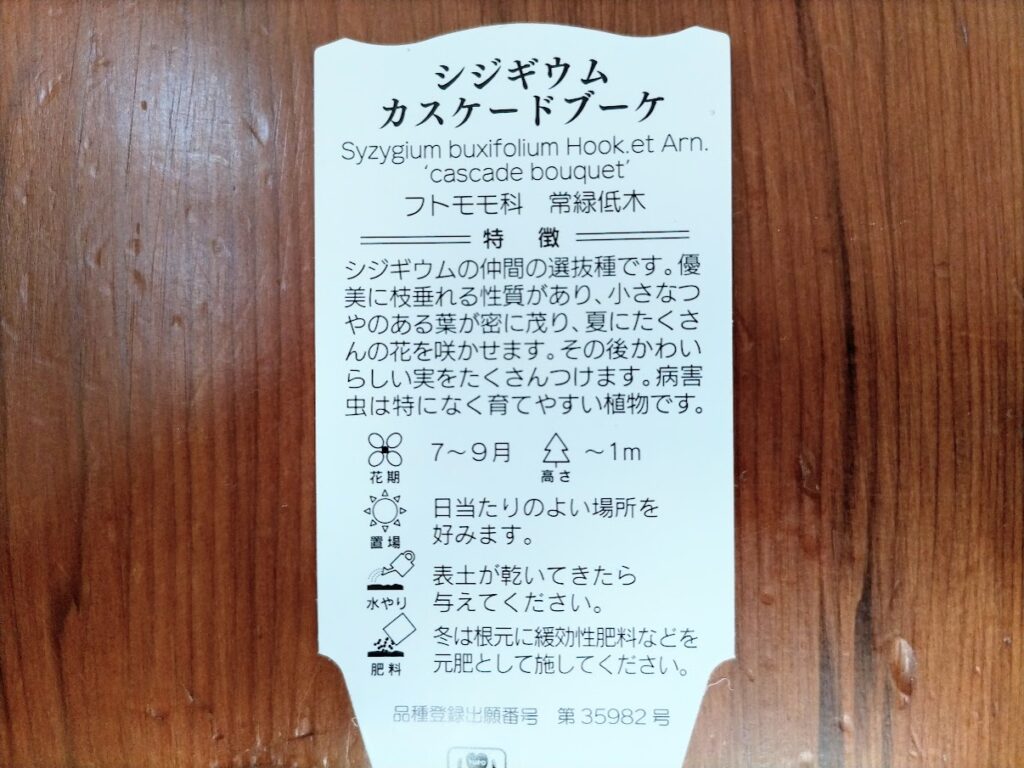 シジギウム
カスケードブーケ
Syzygium buxifolium Hook.et Arn.
‘cascade bouquet’
フトモモ科　常緑低木
特　徴
シジギウムの仲間の選抜種です。優
美に枝垂れる性質があり、小さなつ
やのある葉が密に茂り、夏にたくさ
んの花を咲かせます。その後かわい
らしい実をたくさんつけます。病害
虫は特になく育てやすい植物です。
花期　7～9月　高さ　～1m
置場　日当たりのよい場所を
好みます。
水やり　表土が乾いてきたら
与えてください。
肥料　冬は根元に緩効性肥料などを
元肥として施してください。
品種登録出願番号　第35982号